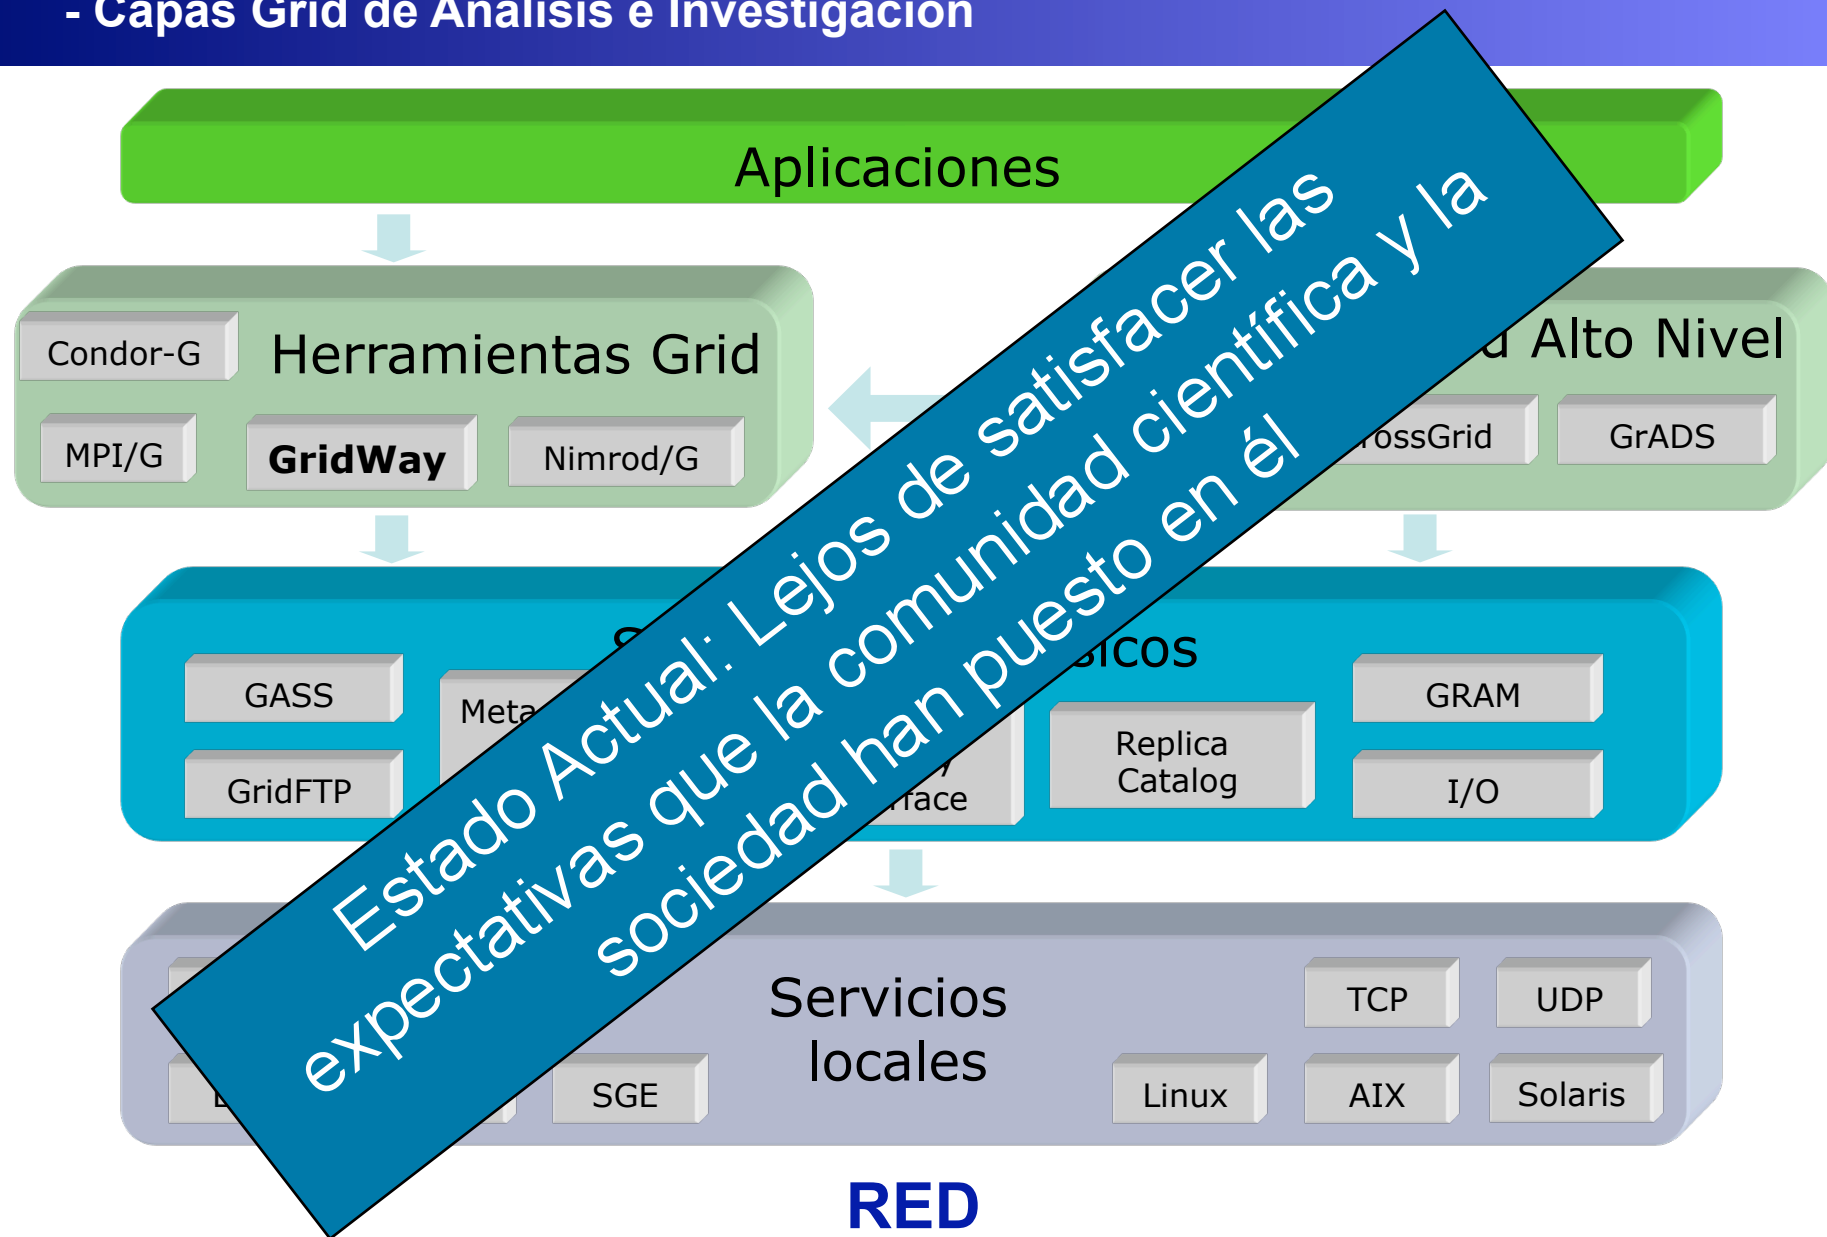 - Capas Grid de Análisis e Investigación
Aplicaciones
Condor-G
Herramientas Grid
Alto Nivel
MPI/G
GridWay
Nimrod/G
GrADS
GASS
GRAM
GridFTP
Replica
Catalog
I/O
Servicios
locales
TCP
UDP
SGE
Linux
AIX
Solaris
RED
Estado Actual: Lejos de satisfacer las
expectativas que la comunidad científica y la
sociedad han puesto en él